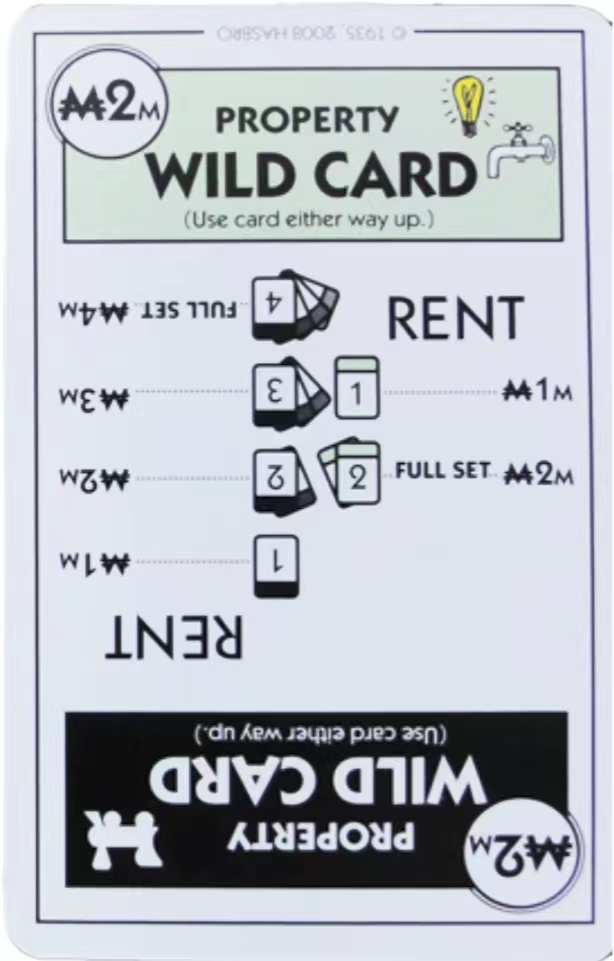 © 1935, 2008 HASBRO
₩2M
PROPERTY
WILD CARD
(Use card either way up.)
RENT
1 ₩1M
2 FULL SET ₩2M
₩2M
PROPERTY
WILD CARD
(Use card either way up.)
RENT
1 ₩1M
2 ₩2M
3 ₩3M
4 FULL SET ₩4M